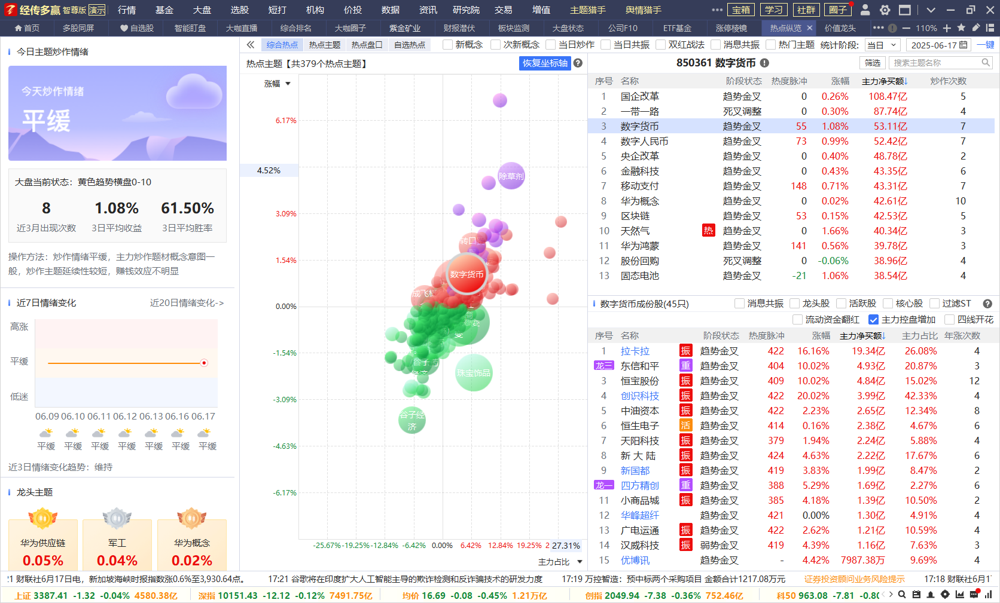 经传多赢 智尊版 演示 行情 基金 大盘 选股 短打 机构 价投 数据 资讯 研究院 交易 增值 主题猎手 舆情猎手 宝箱 学习 社群 圈子
首页 多股同屏 自选股 智能盯盘 大咖直播 综合排名 大咖圈子 紫金矿业 财报潜伏 板块监测 大盘状态 公司F10 ETF基金 涨停棱镜 热点纵览 价值龙头 110%
今日主题炒作情绪
今天炒作情绪
平缓
大盘当前状态：黄色趋势横盘0-10
8 1.08% 61.50%
近3月出现次数 3日平均收益 3日平均胜率
操作方法：炒作情绪平缓，主力炒作题材概念意图一
般，炒作主题延续性较短，赚钱效应不明显
近7日情绪变化 近20日情绪变化->
高涨
平缓
低迷
06.09 06.10 06.11 06.12 06.13 06.16 06.17
平缓 平缓 平缓 平缓 平缓 平缓 平缓
近3日情绪变化趋势：维持
龙头主题
华为供应链 军工 华为概念
0.05% 0.04% 0.02%
综合热点 热点主题 热点盘口 自选热点 新概念 次新概念 当日炒作 当日共振 双红战法 消息共振 热门主题 统计阶段: 当日 2025-06-17 一键
热点主题【共379个热点主题】 恢复坐标轴
涨幅
6.17%
4.52%
3.09%
1.54%
0.00%
-1.54%
-3.09%
-4.63%
-6.17%
除草剂
转口
数字货币
成飞概
谷子
经济
珠宝饰品
谷子经
济
-25.67% -19.25% -12.84% -6.42% 0.00% 6.42% 12.84% 19.25% 2 27.31%
主力占比
850361 数字货币 筛选 搜索主题名称
序号 名称 阶段状态 热度脉冲 涨幅 主力净买额↓ 炒作次数
1 国企改革 趋势金叉 0 0.26% 108.47亿 5
2 一带一路 死叉调整 0 0.30% 87.74亿 4
3 数字货币 趋势金叉 55 1.08% 53.11亿 7
4 数字人民币 趋势金叉 73 0.99% 52.42亿 7
5 央企改革 趋势金叉 0 0.40% 48.78亿 2
6 金融科技 趋势金叉 0 0.43% 43.35亿 6
7 移动支付 趋势金叉 148 0.71% 43.31亿 7
8 华为概念 趋势金叉 0 0.02% 42.61亿 10
9 区块链 趋势金叉 53 0.15% 42.53亿 5
10 天然气 热 趋势金叉 0 1.66% 40.34亿 3
11 华为鸿蒙 趋势金叉 141 0.56% 39.78亿 3
12 股份回购 死叉调整 0 -0.06% 38.96亿 4
13 固态电池 趋势金叉 -21 1.06% 38.54亿 4
数字货币成份股(45只) 消息共振 龙头股 活跃股 核心股 过滤ST
流动资金翻红 主力控盘增加 四线开花
序号 名称 阶段状态 热度脉冲 涨幅 主力净买额↓ 主力占比 年涨次数
1 拉卡拉 振 趋势金叉 422 16.16% 19.34亿 26.08% 4
龙三 东信和平 重 趋势金叉 404 10.02% 4.93亿 20.87% 3
3 恒宝股份 振 趋势金叉 409 10.02% 4.84亿 15.02% 12
4 创识科技 振 趋势金叉 422 20.02% 3.99亿 42.33% 4
5 中油资本 振 趋势金叉 422 2.23% 2.65亿 12.34% 8
6 恒生电子 活 趋势金叉 414 0.16% 2.38亿 4.67% 6
7 天阳科技 振 趋势金叉 379 1.94% 2.24亿 5.88% 4
8 新 大 陆 振 趋势金叉 424 4.63% 2.22亿 17.67% 6
9 新国都 振 趋势金叉 419 3.83% 1.99亿 8.47% 2
龙一 四方精创 重 趋势金叉 388 5.29% 1.69亿 2.27% 6
11 小商品城 振 趋势金叉 385 4.18% 1.39亿 10.50% 2
12 华峰超纤 趋势金叉 421 0.00% 1.30亿 4.91% 4
13 广电运通 振 趋势金叉 422 2.62% 1.21亿 10.59% 4
14 汉威科技 振 弱势金叉 419 4.39% 1.16亿 7.63% 3
15 优博讯 趋势金叉 - 4.42% 7987.38万 9.69% 4
21 财联社6月17日电，新加坡海峡时报指数涨0.6%至3,930.64点。 17:21 谷歌将在印度扩大人工智能主导的欺诈检测和反诈骗技术的研发力度 17:19 万控智造：预中标两个采购项目 金额合计1217.08万元 证券投资顾问业务风险提示 17:18 财联社6月1
上证 3387.41 -1.32 -0.04% 4580.38亿 深指 10151.43 -12.12 -0.12% 7491.75亿 均价 16.69 -0.08 -0.45% 1.21万亿 创指 2049.94 -7.38 -0.36% 752.46亿 科50 963.08 -7.81 -0.80